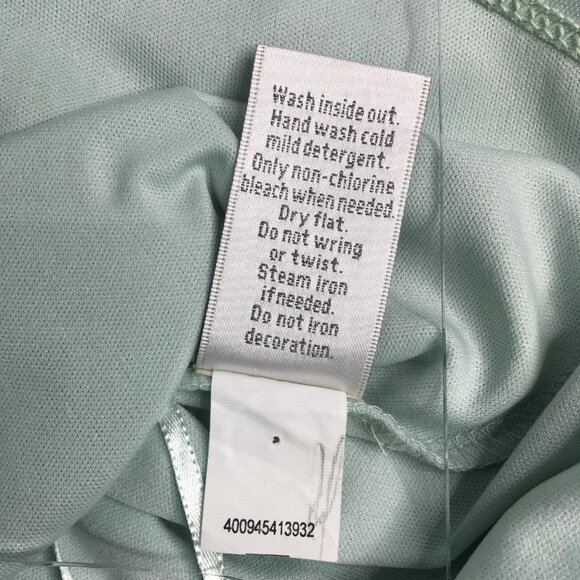 Wash inside out.
Hand wash cold
mild detergent.
Only non-chlorine
bleach when needed.
Dry flat.
Do not wring
or twist.
Steam iron
if needed.
Do not iron
decoration.
400945413932